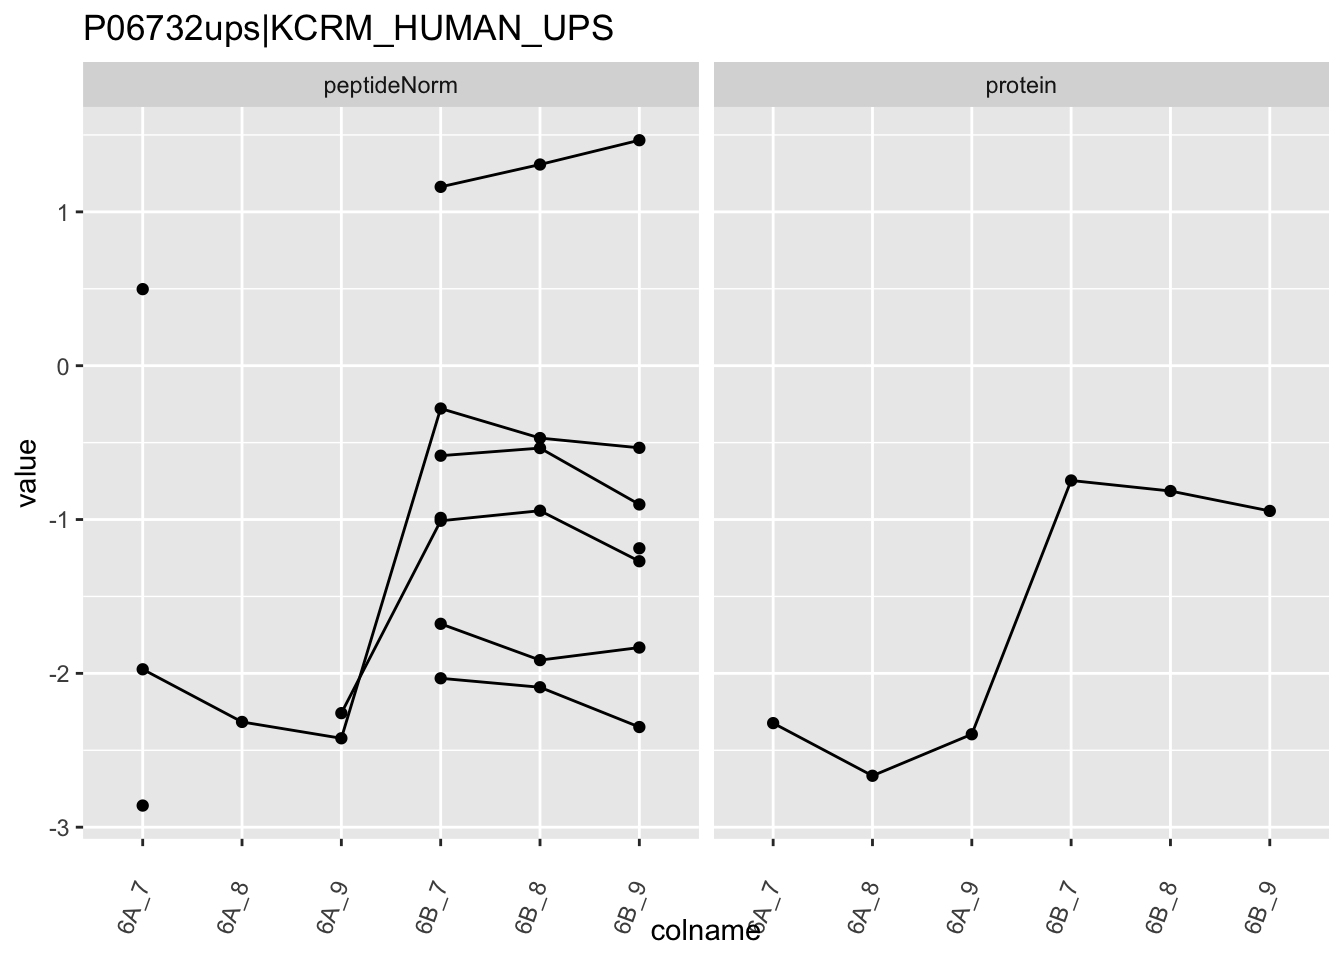 P06732ups|KCRM_HUMAN_UPS
peptideNorm
protein
value
1
0
-1
-2
-3
6A_7
6A_8
6A_9
6B_7
6B_8
6B_9
6A_7
6A_8
6A_9
6B_7
6B_8
6B_9
colname